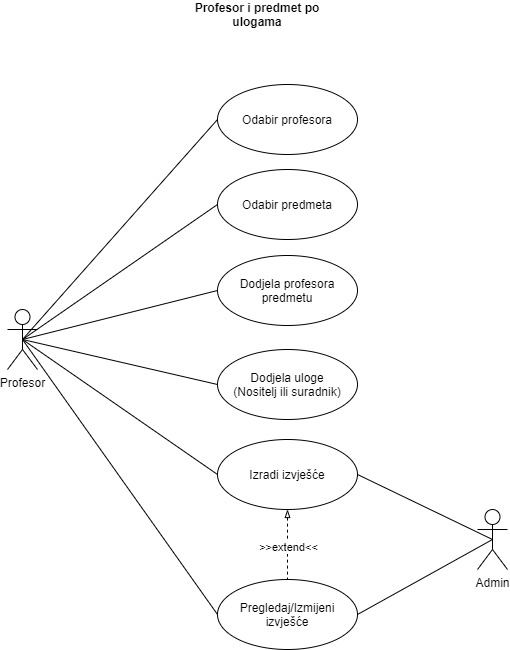 Profesor i predmet po
ulogama
Odabir profesora
Odabir predmeta
Dodjela profesora
predmetu
Profesor
Dodjela uloge
(Nositelj ili suradnik)
Izradi izvješće
>>extend<<
Admin
Pregledaj/Izmijeni
izvješće